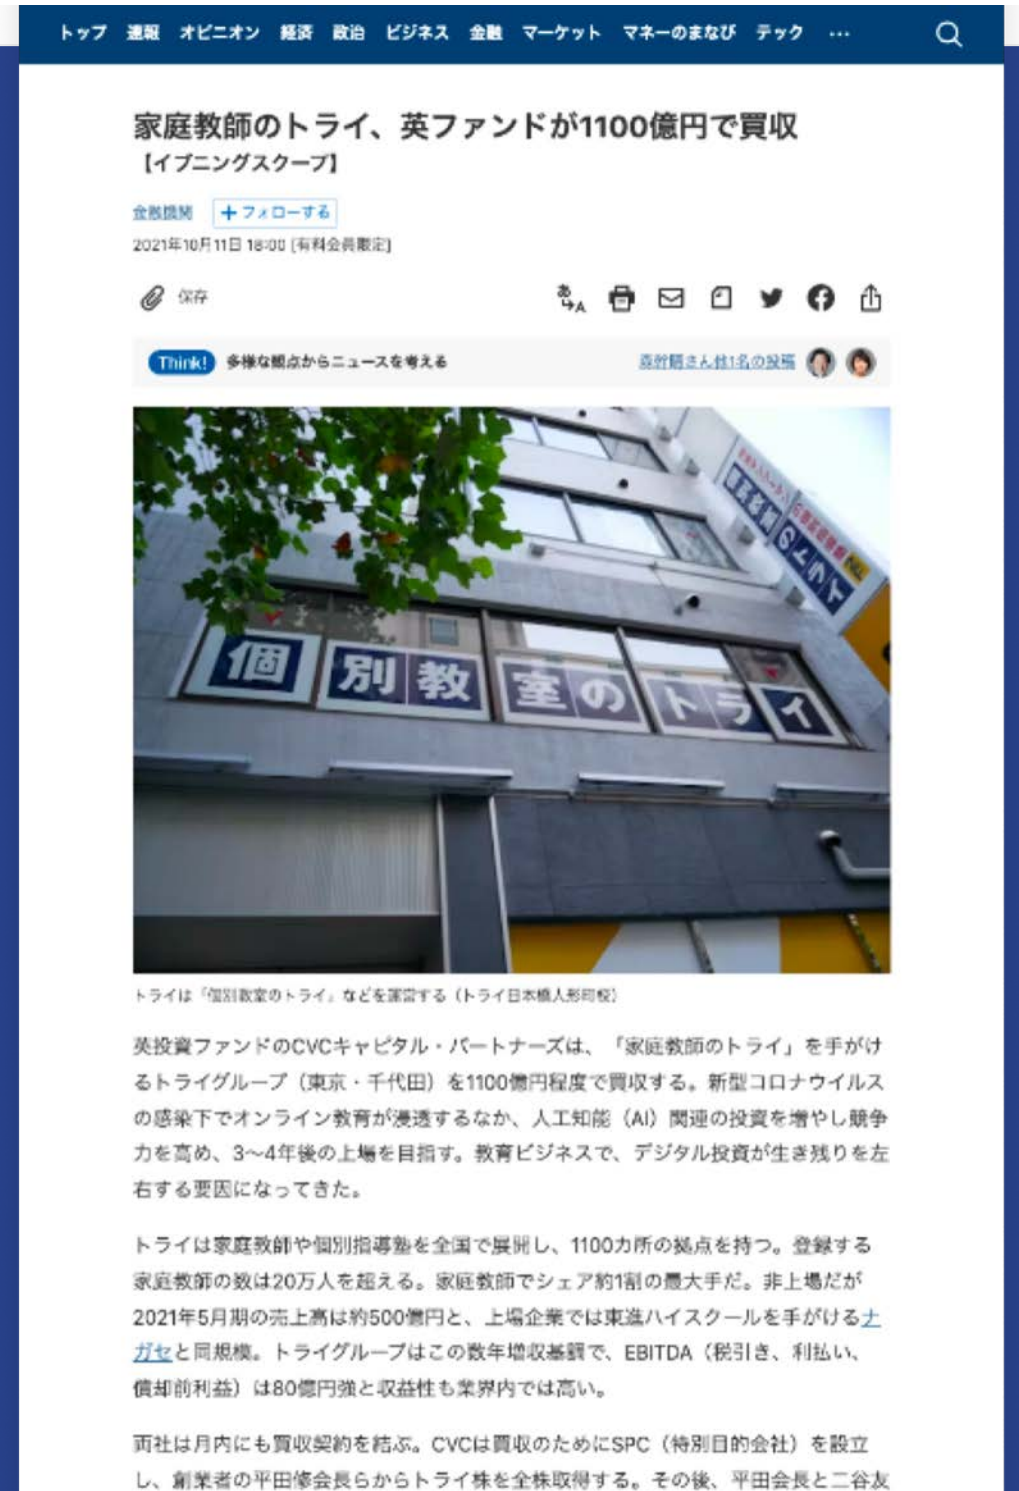 トップ 速報 オピニオン 経済 政治 ビジネス 金融 マーケット マネーのまなび テック …
家庭教師のトライ、英ファンドが1100億円で買収
【イブニングスクープ】
金融機関 +フォローする
2021年10月11日 18:00 [有料会員限定]
保存
あ→A
Think! 多様な観点からニュースを考える
さん他1名の投稿
個別教室のトライ
のトライ
トライは「個別教室のトライ」などを運営する（トライ日本橋人形町校）
英投資ファンドのCVCキャピタル・パートナーズは、「家庭教師のトライ」を手がけ
るトライグループ（東京・千代田）を1100億円程度で買収する。新型コロナウイルス
の感染下でオンライン教育が浸透するなか、人工知能（AI）関連の投資を増やし競争
力を高め、3〜4年後の上場を目指す。教育ビジネスで、デジタル投資が生き残りを左
右する要因になってきた。
トライは家庭教師や個別指導塾を全国で展開し、1100カ所の拠点を持つ。登録する
家庭教師の数は20万人を超える。家庭教師でシェア約1割の最大手だ。非上場だが
2021年5月期の売上高は約500億円と、上場企業では東進ハイスクールを手がけるナ
ガセと同規模。トライグループはこの数年増収基調で、EBITDA（税引き、利払い、
償却前利益）は80億円強と収益性も業界内では高い。
両社は月内にも買収契約を結ぶ。CVCは買収のためにSPC（特別目的会社）を設立
し、創業者の平田修会長らからトライ株を全株取得する。その後、平田会長と二谷友